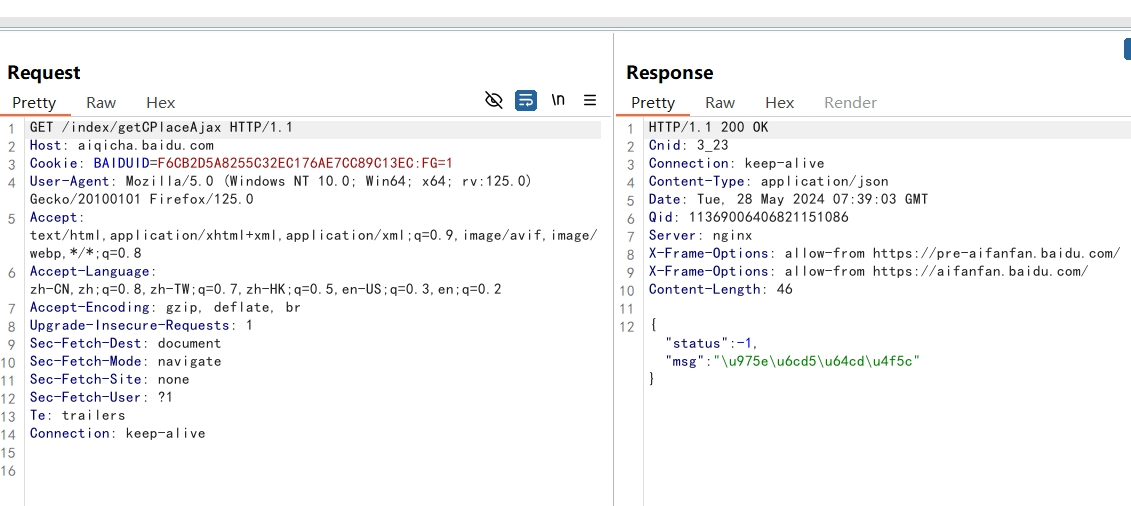 Request
Pretty Raw Hex
\n
1 GET /index/getCPlaceAjax HTTP/1.1
2 Host: aiqicha.baidu.com
3 Cookie: BAIDUID=F6CB2D5A8255C32EC176AE7CC89C13EC:FG=1
4 User-Agent: Mozilla/5.0 (Windows NT 10.0; Win64; x64; rv:125.0)
Gecko/20100101 Firefox/125.0
5 Accept:
text/html,application/xhtml+xml,application/xml;q=0.9,image/avif,image/
webp,*/*;q=0.8
6 Accept-Language:
zh-CN,zh;q=0.8,zh-TW;q=0.7,zh-HK;q=0.5,en-US;q=0.3,en;q=0.2
7 Accept-Encoding: gzip, deflate, br
8 Upgrade-Insecure-Requests: 1
9 Sec-Fetch-Dest: document
10 Sec-Fetch-Mode: navigate
11 Sec-Fetch-Site: none
12 Sec-Fetch-User: ?1
13 Te: trailers
14 Connection: keep-alive
15
16
Response
Pretty Raw Hex Render
1 HTTP/1.1 200 OK
2 Cnid: 3_23
3 Connection: keep-alive
4 Content-Type: application/json
5 Date: Tue, 28 May 2024 07:39:03 GMT
6 Qid: 11369006406821151086
7 Server: nginx
8 X-Frame-Options: allow-from https://pre-aifanfan.baidu.com/
9 X-Frame-Options: allow-from https://aifanfan.baidu.com/
10 Content-Length: 46
11
12 {
"status":-1,
"msg":"\u975e\u6cd5\u64cd\u4f5c"
}